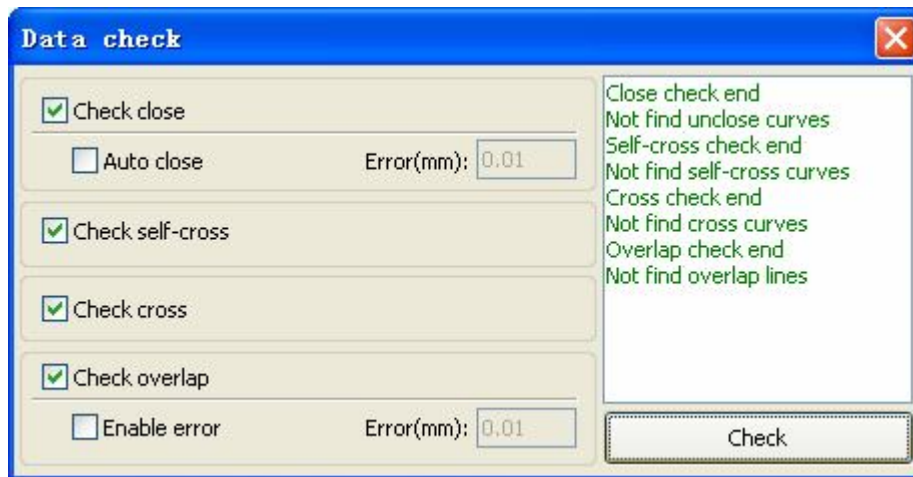 Data check
Check close
Auto close Error(mm): 0.01
Check self-cross
Check cross
Check overlap
Enable error Error(mm): 0.01
Close check end
Not find unclose curves
Self-cross check end
Not find self-cross curves
Cross check end
Not find cross curves
Overlap check end
Not find overlap lines
Check